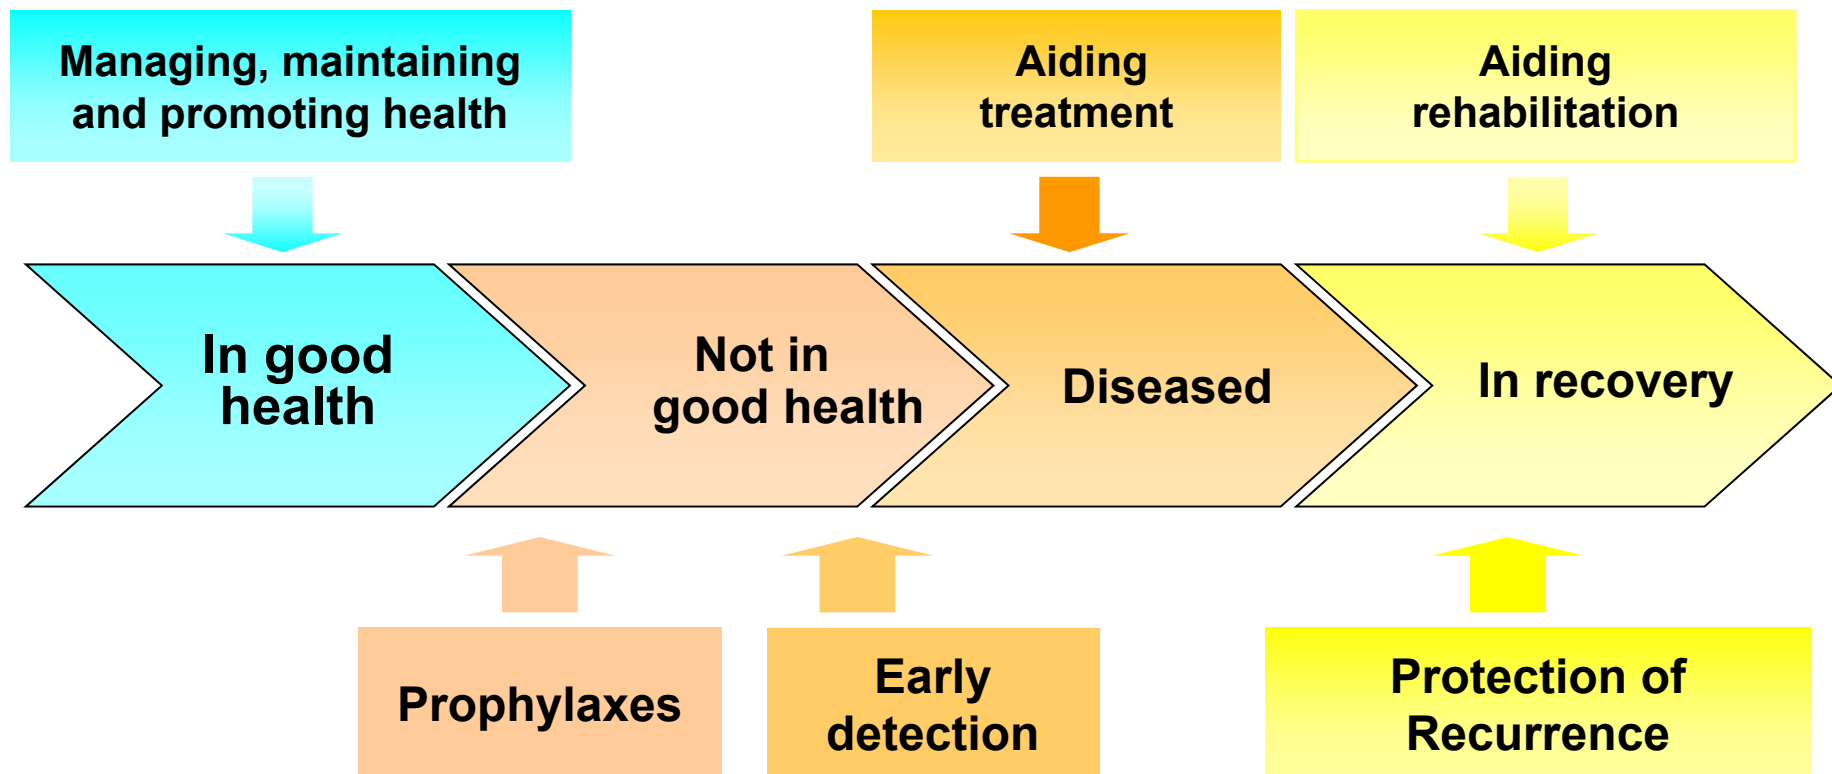 Managing, maintaining
and promoting health
Aiding
treatment
Aiding
rehabilitation
In good
health
Not in
good health
Diseased
In recovery
Prophylaxes
Early
detection
Protection of
Recurrence